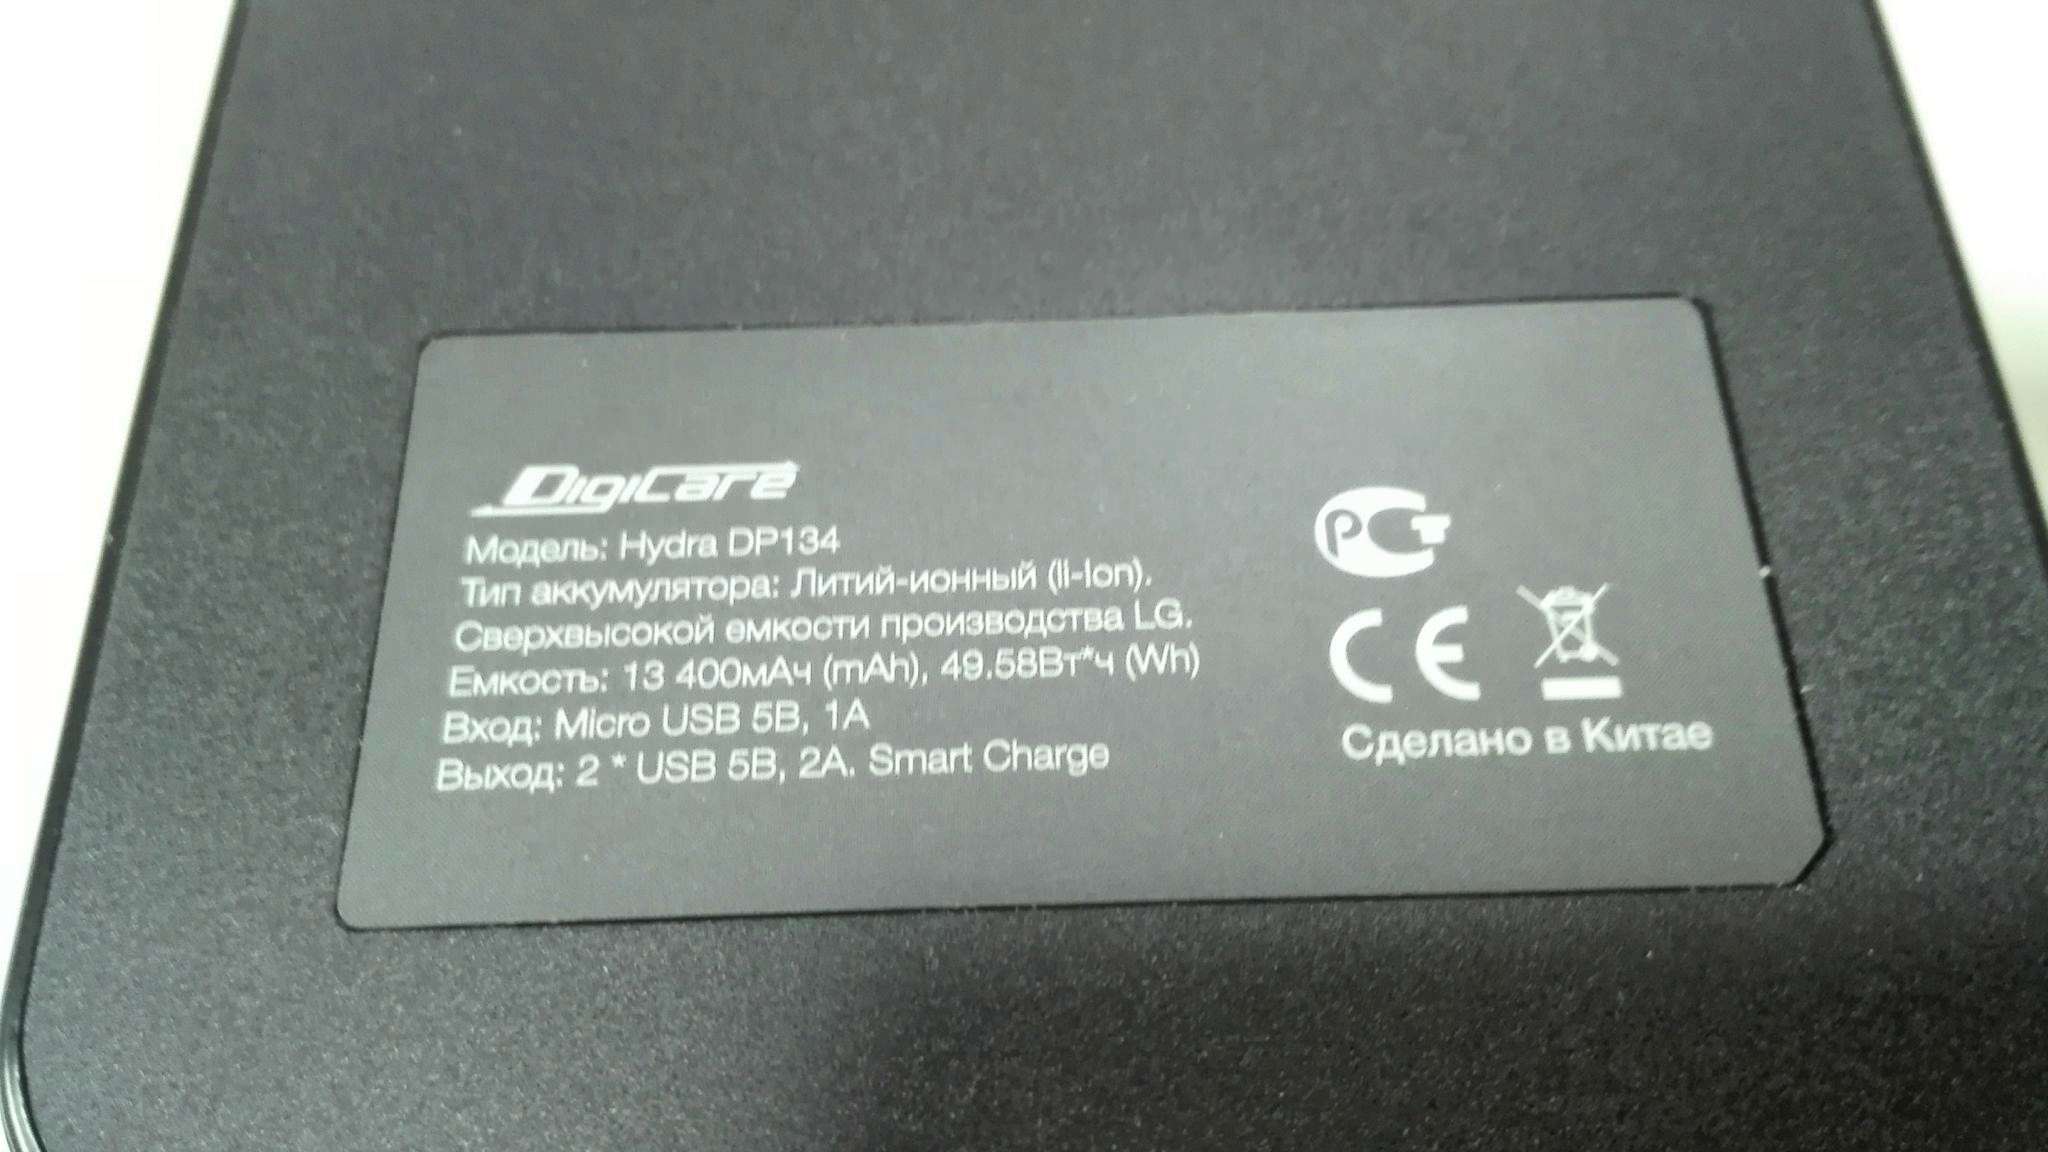 DigiCare
Модель: Hydra DP134
Тип аккумулятора: Литий-ионный (li-Ion).
Сверхвысокой емкости производства LG.
Емкость: 13 400мАч (mAh), 49.58Вт*ч (Wh)
Вход: Micro USB 5В, 1А
Выход: 2 * USB 5В, 2А. Smart Charge
РСТ
CE
Сделано в Китае